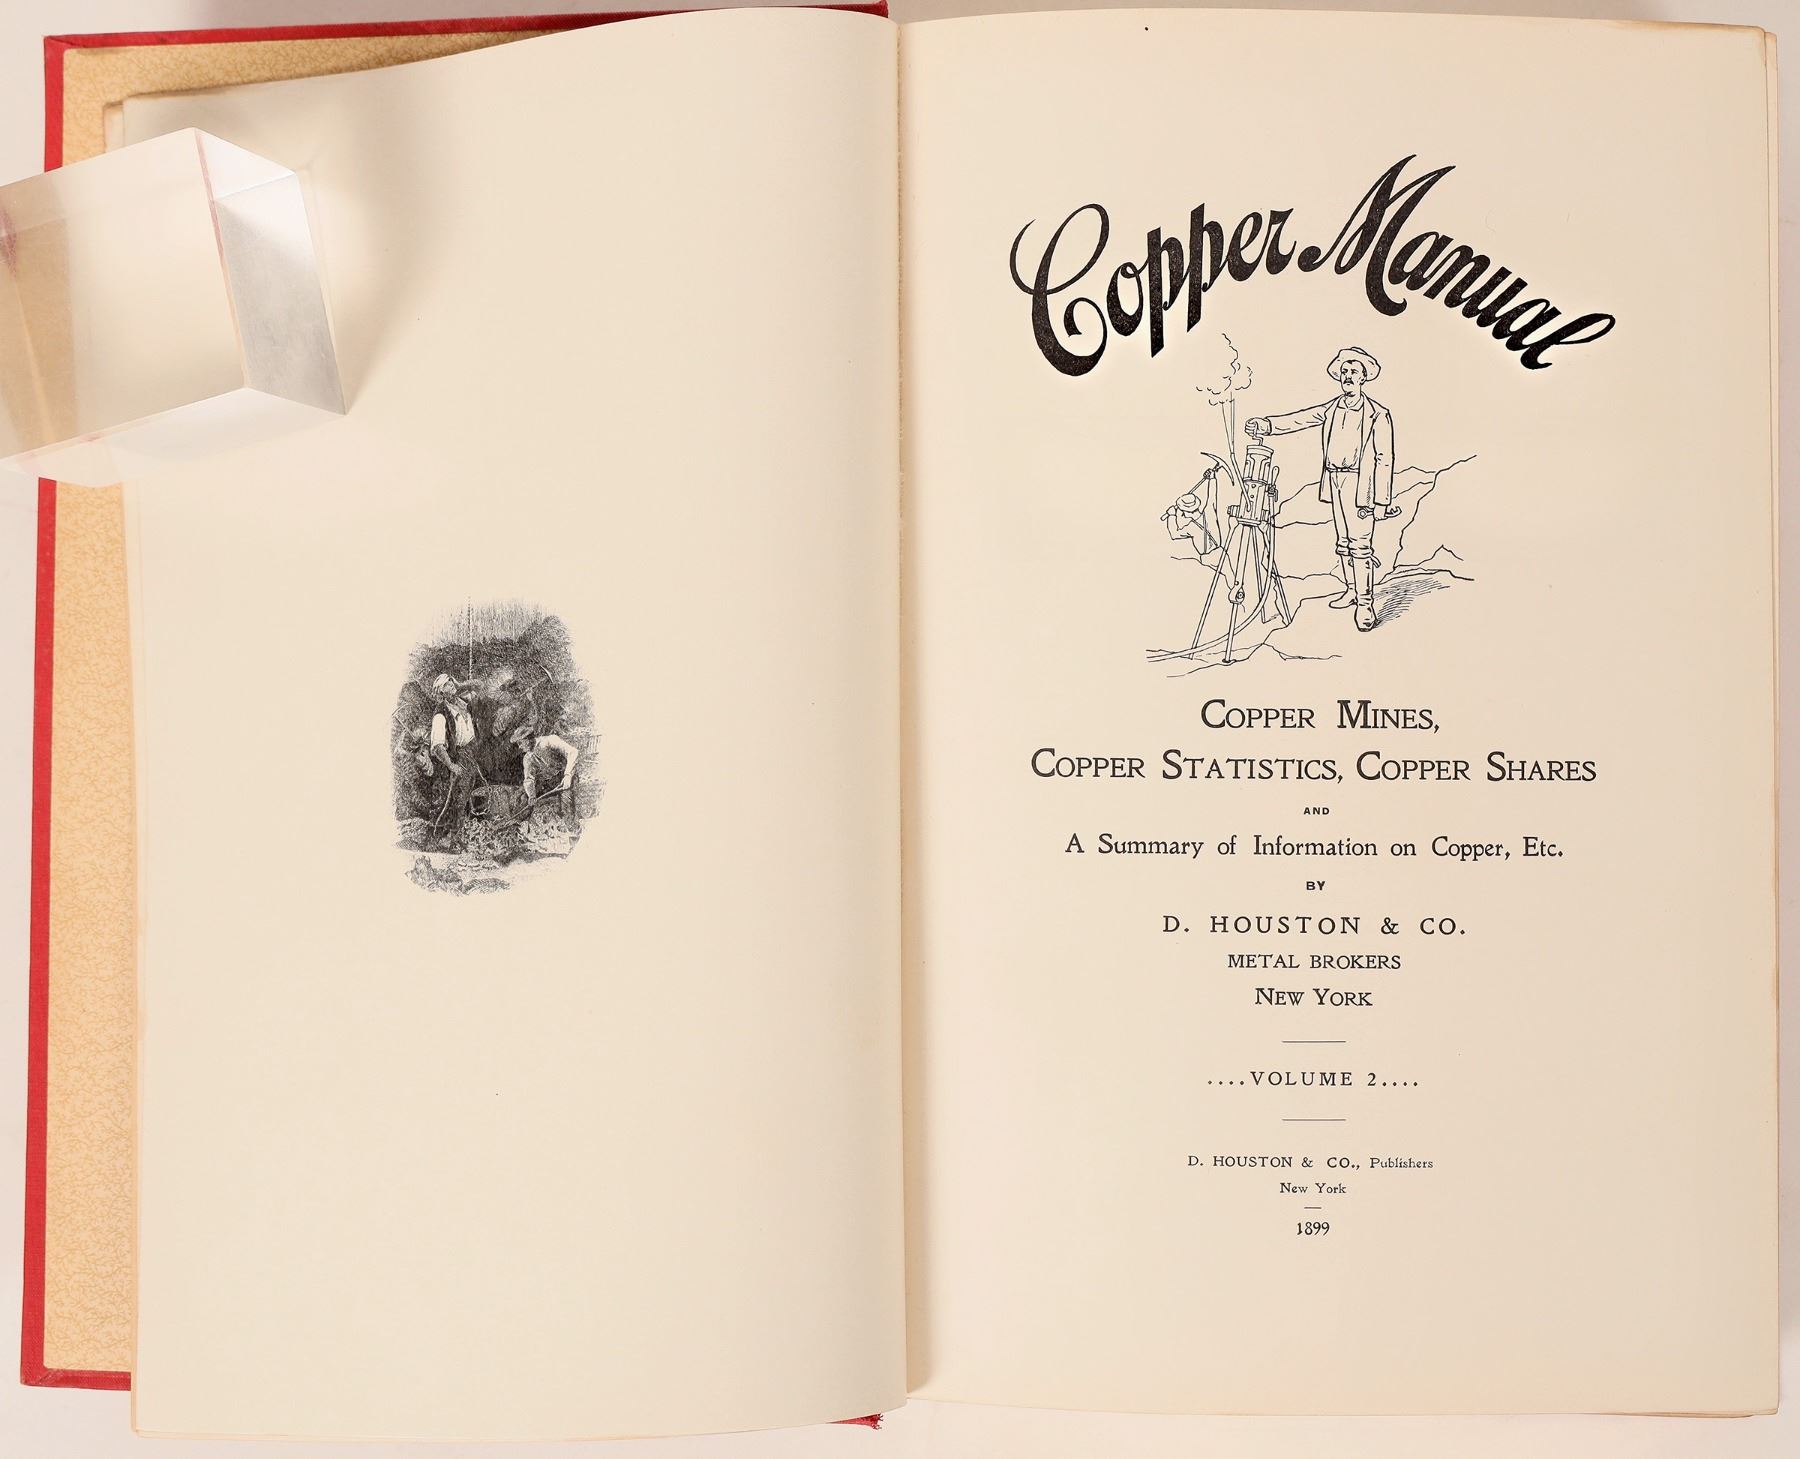 Copper Manual
COPPER MINES,
COPPER STATISTICS, COPPER SHARES
AND
A Summary of Information on Copper, Etc.
BY
D. HOUSTON & CO.
METAL BROKERS
NEW YORK
....VOLUME 2....
D. HOUSTON & CO., Publishers
New York
1899